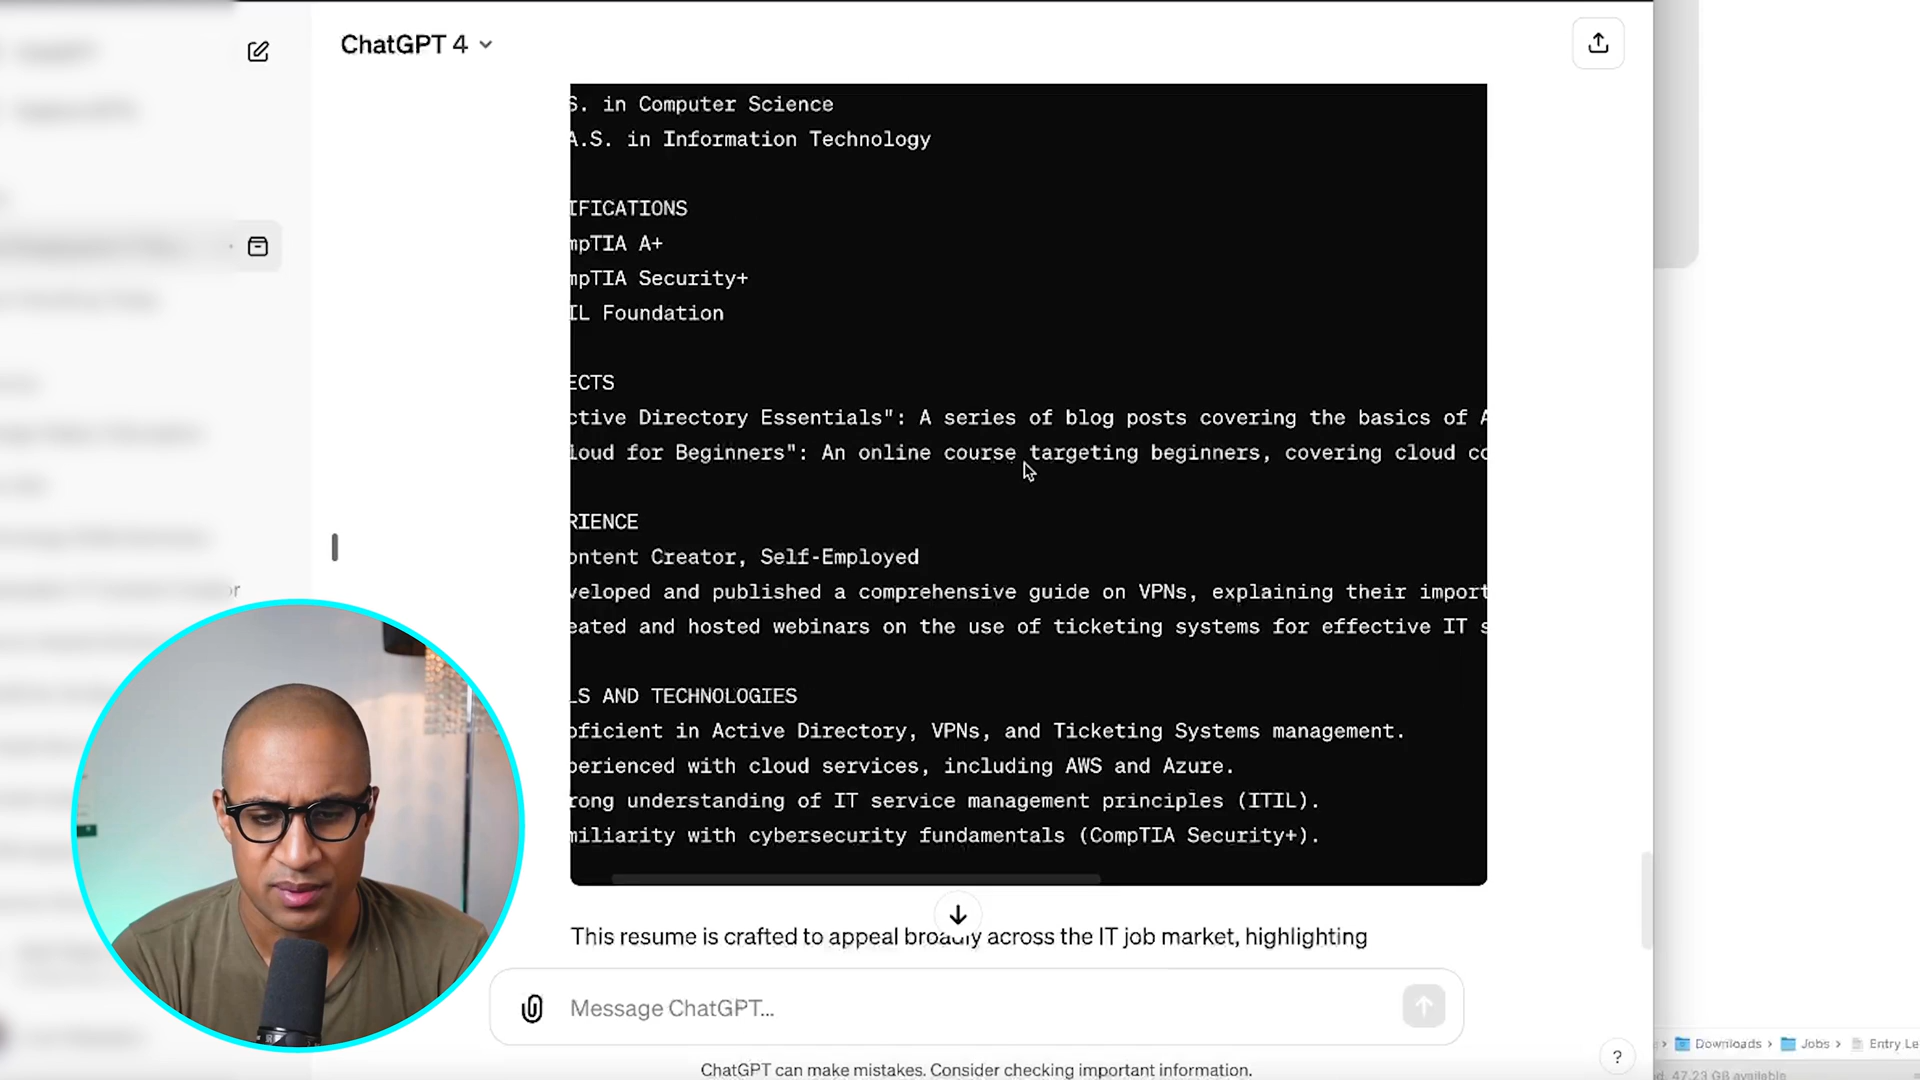 ChatGPT 4
S. in Computer Science
A.S. in Information Technology
IFICATIONS
mpTIA A+
mpTIA Security+
IL Foundation
ECTS
ctive Directory Essentials": A series of blog posts covering the basics of A
loud for Beginners": An online course targeting beginners, covering cloud co
RIENCE
ontent Creator, Self-Employed
veloped and published a comprehensive guide on VPNs, explaining their import
eated and hosted webinars on the use of ticketing systems for effective IT s
LS AND TECHNOLOGIES
oficient in Active Directory, VPNs, and Ticketing Systems management.
perienced with cloud services, including AWS and Azure.
rong understanding of IT service management principles (ITIL).
miliarity with cybersecurity fundamentals (CompTIA Security+).
This resume is crafted to appeal broadly across the IT job market, highlighting
Message ChatGPT...
ChatGPT can make mistakes. Consider checking important information.
?
Downloads › Jobs › Entry Le
47.23 GB available